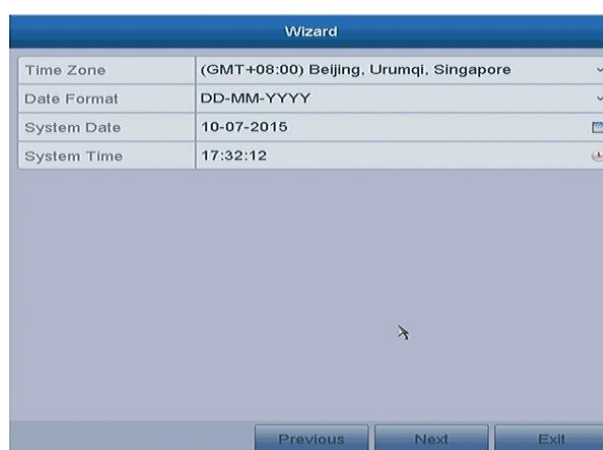 Wizard
Time Zone (GMT+08:00) Beijing, Urumqi, Singapore
Date Format DD-MM-YYYY
System Date 10-07-2015
System Time 17:32:12
Previous Next Exit